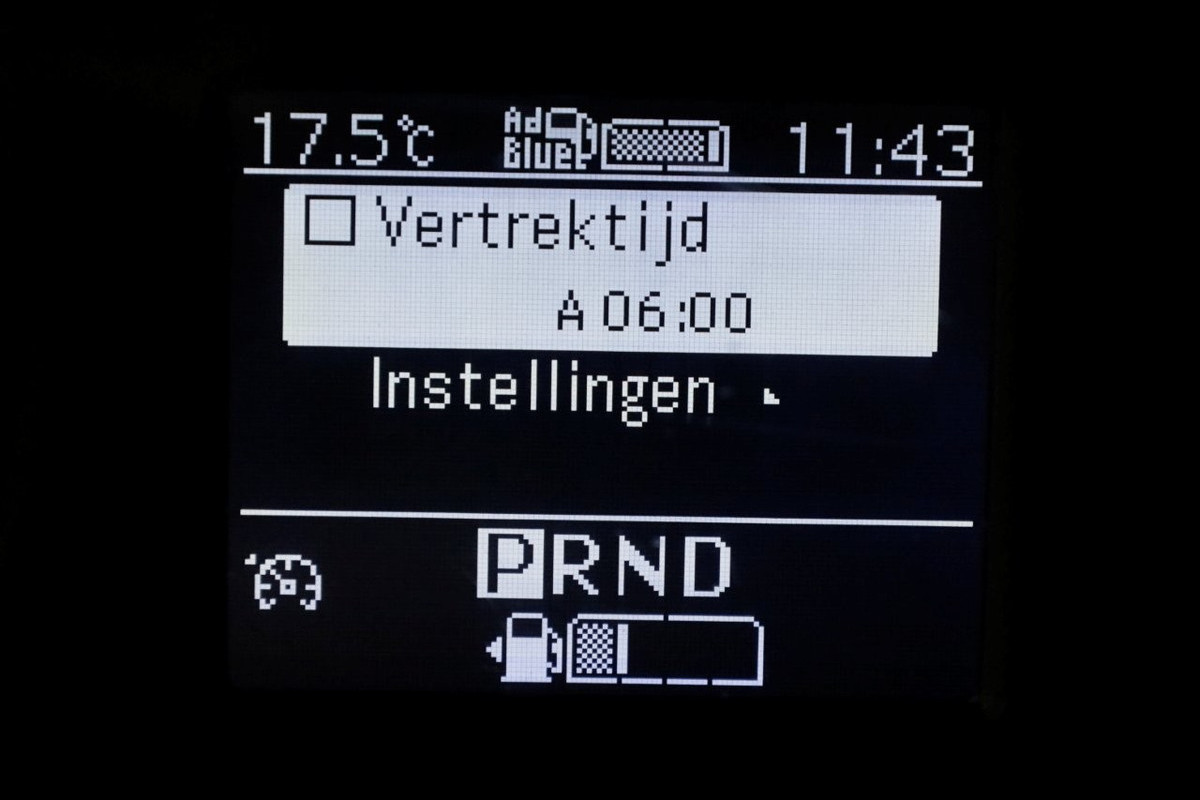 17.5°C Ad Blue 11:43
Vertrektijd
A 06:00
Instellingen
PRND